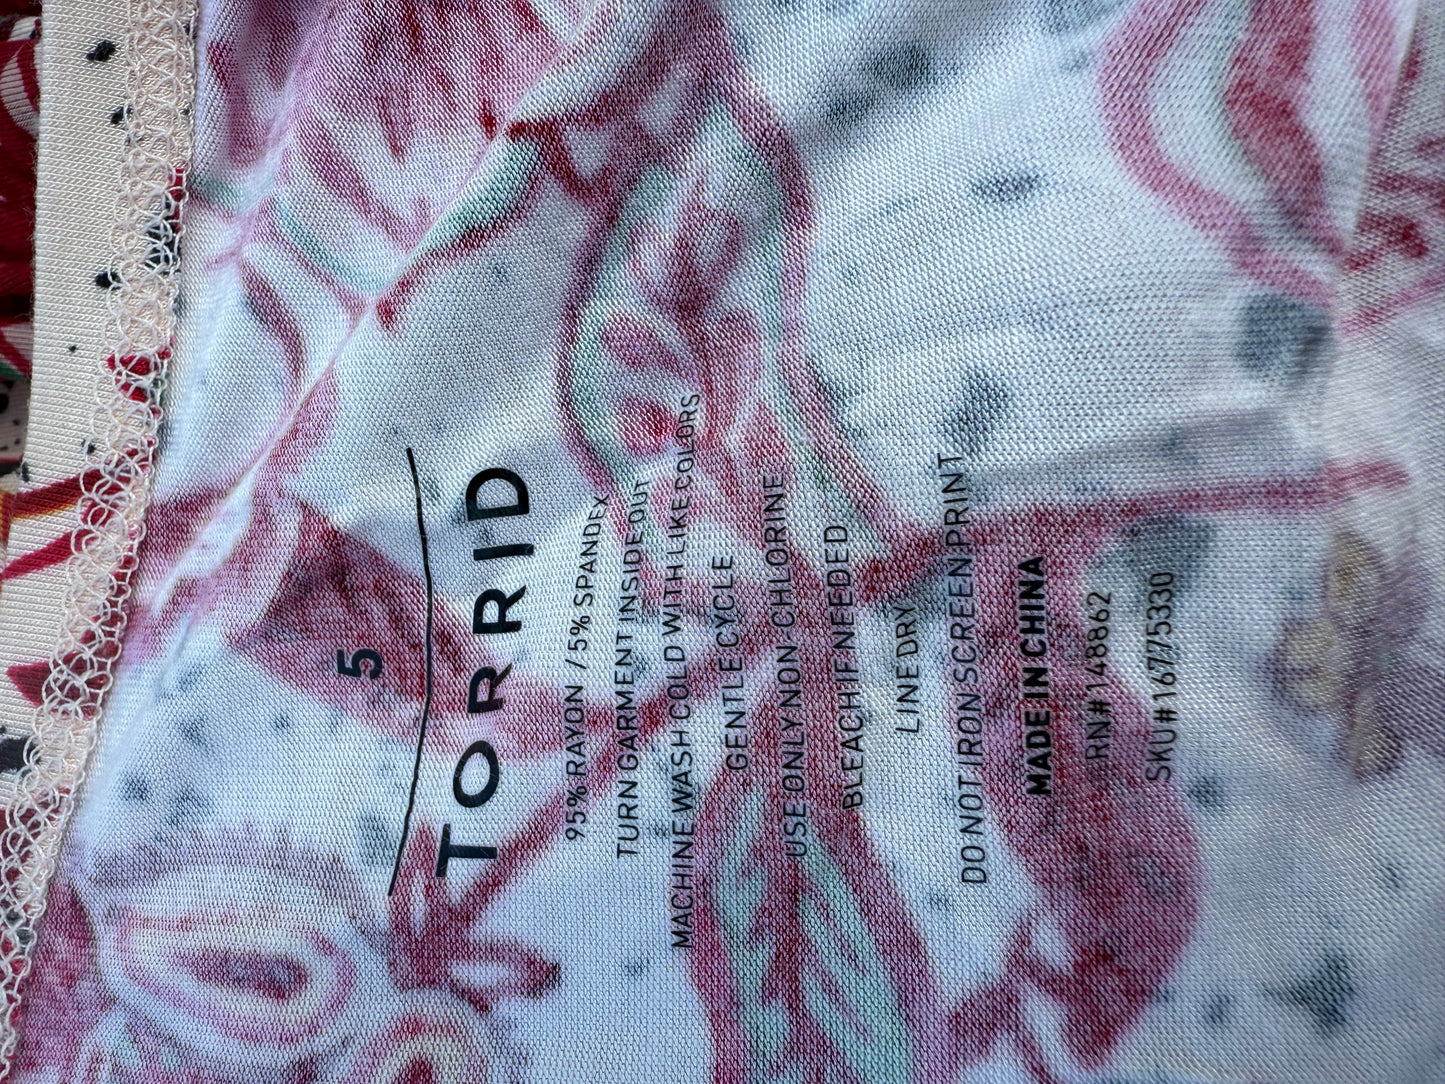 5
TORRID
95% RAYON / 5% SPANDEX
TURN GARMENT INSIDE OUT
MACHINE WASH COLD WITH LIKE COLORS
GENTLE CYCLE
USE ONLY NON-CHLORINE
BLEACH IF NEEDED
LINE DRY
DO NOT IRON SCREEN PRINT
MADE IN CHINA
RN#148862
SKU#16775330